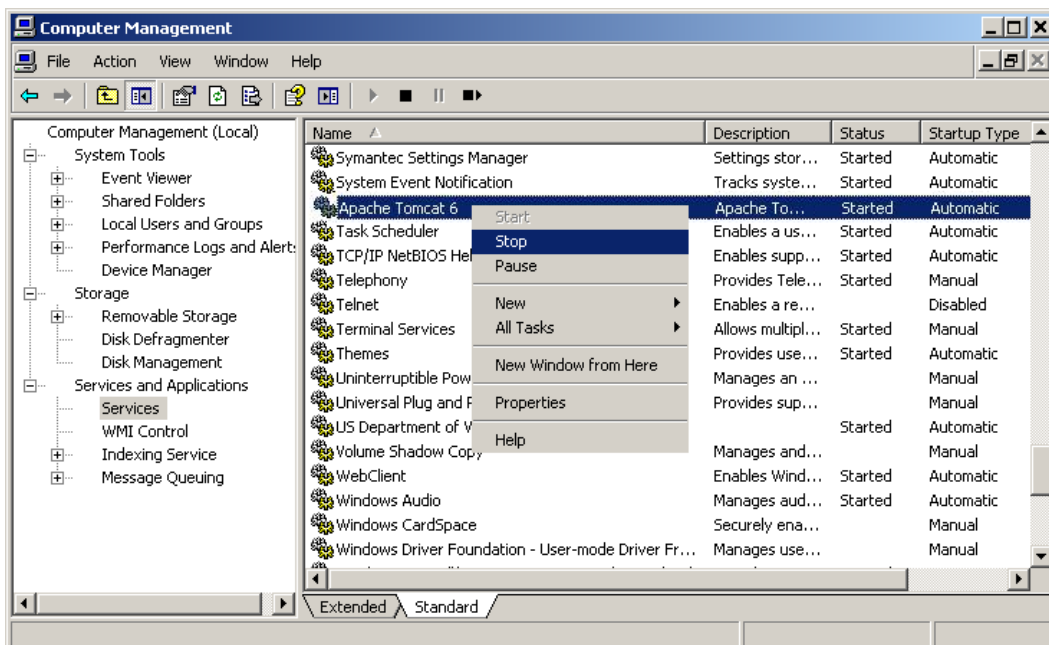 Computer Management
File Action View Window Help
Computer Management (Local)
System Tools
Event Viewer
Shared Folders
Local Users and Groups
Performance Logs and Alert
Device Manager
Storage
Removable Storage
Disk Defragmenter
Disk Management
Services and Applications
Services
WMI Control
Indexing Service
Message Queuing
Name Description Status Startup Type
Symantec Settings Manager Settings stor... Started Automatic
System Event Notification Tracks syste... Started Automatic
Apache Tomcat 6 Apache To... Started Automatic
Task Scheduler Enables a us... Started Automatic
TCP/IP NetBIOS Hel Enables supp... Started Automatic
Telephony Provides Tele... Started Manual
Telnet Enables a re... Disabled
Terminal Services Allows multipl... Started Manual
Themes Provides use... Started Automatic
Uninterruptible Pow Manages an ... Manual
Universal Plug and P Provides sup... Manual
US Department of V Started Automatic
Volume Shadow Copy Manages and... Manual
WebClient Enables Wind... Started Automatic
Windows Audio Manages aud... Started Automatic
Windows CardSpace Securely ena... Manual
Windows Driver Foundation - User-mode Driver Fr... Manages use... Manual
Start
Stop
Pause
New
All Tasks
New Window from Here
Properties
Help
Extended Standard